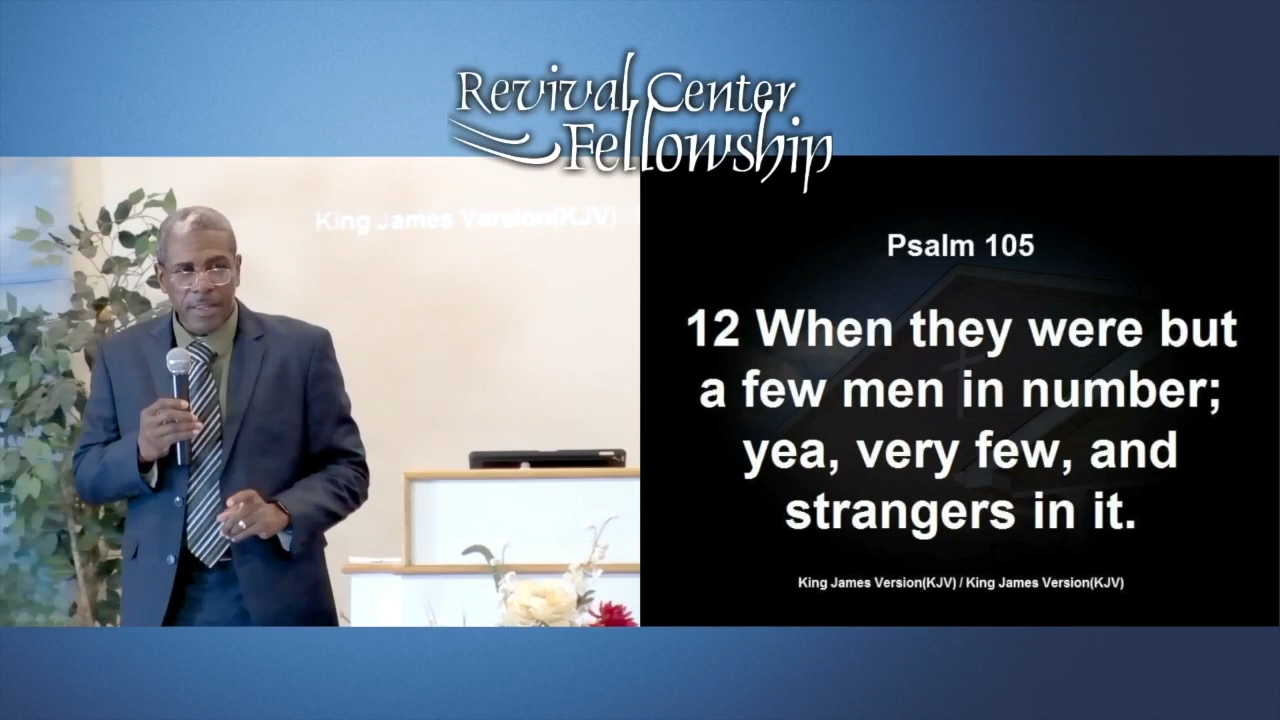 Revival Center
Fellowship
King James Version(KJV)
Psalm 105
12 When they were but
a few men in number;
yea, very few, and
strangers in it.
King James Version(KJV) / King James Version(KJV)